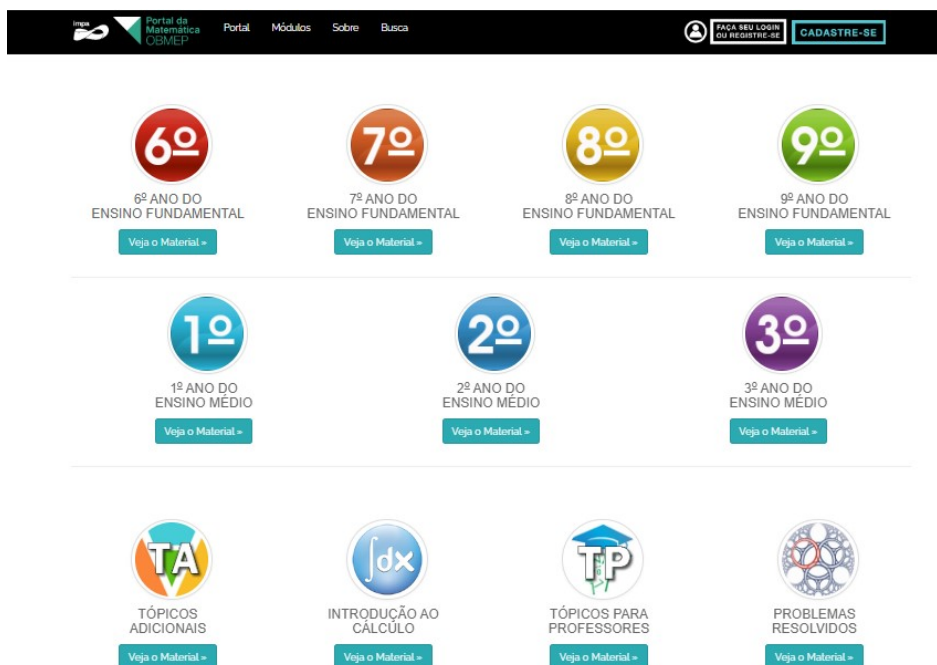 impa
Portal da
Matemática
OBMEP
Portal Módulos Sobre Busca
FAÇA SEU LOGIN
OU REGISTRE-SE
CADASTRE-SE
6º 7º 8º 9º
6º ANO DO
ENSINO FUNDAMENTAL
Veja o Material »
7º ANO DO
ENSINO FUNDAMENTAL
Veja o Material »
8º ANO DO
ENSINO FUNDAMENTAL
Veja o Material »
9º ANO DO
ENSINO FUNDAMENTAL
Veja o Material »
1º 2º 3º
1º ANO DO
ENSINO MÉDIO
Veja o Material »
2º ANO DO
ENSINO MÉDIO
Veja o Material »
3º ANO DO
ENSINO MÉDIO
Veja o Material »
TA ∫dx TP
TÓPICOS
ADICIONAIS
Veja o Material »
INTRODUÇÃO AO
CÁLCULO
Veja o Material »
TÓPICOS PARA
PROFESSORES
Veja o Material »
PROBLEMAS
RESOLVIDOS
Veja o Material »